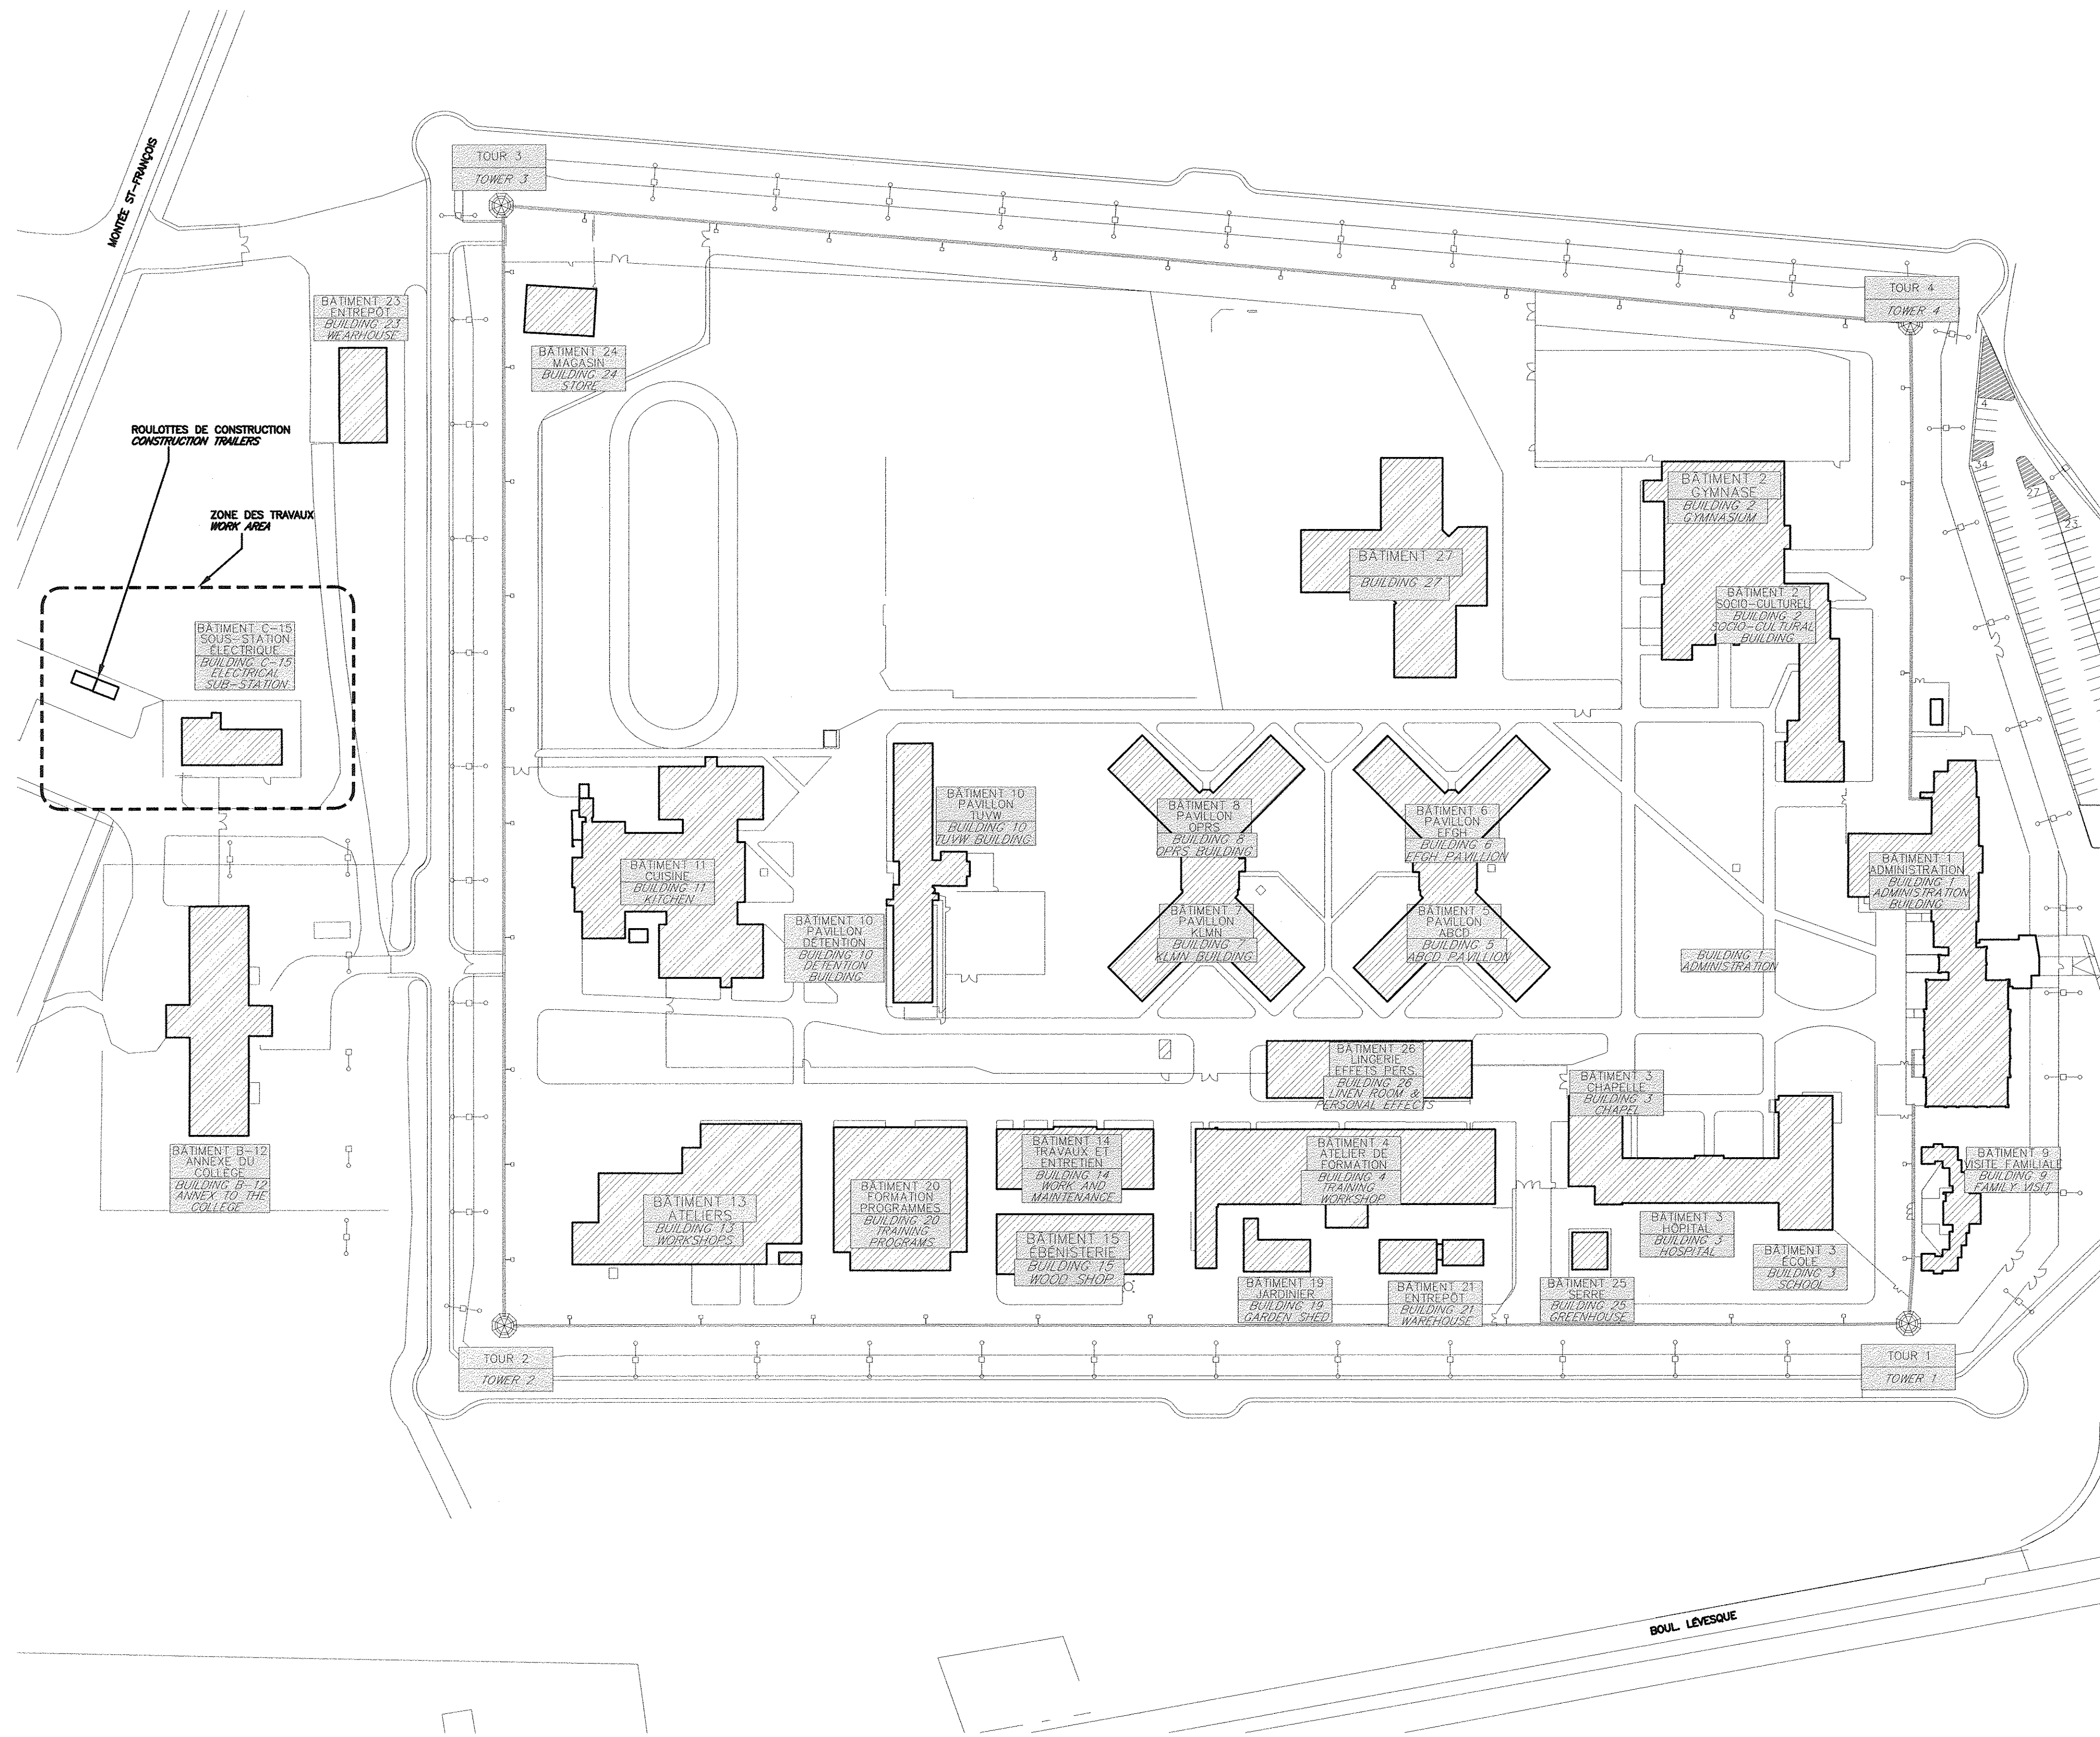 MONTÉE ST-FRANÇOIS
TOUR 3
TOWER 3
TOUR 4
TOWER 4
BÂTIMENT 23
ENTREPÔT
BUILDING 23
WEARHOUSE
BÂTIMENT 24
MAGASIN
BUILDING 24
STORE
ROULOTTES DE CONSTRUCTION
CONSTRUCTION TRAILERS
ZONE DES TRAVAUX
WORK AREA
4
34
27
23
BÂTIMENT 2
GYMNASE
BUILDING 2
GYMNASIUM
BÂTIMENT 27
BUILDING 27
BÂTIMENT 2
SOCIO-CULTUREL
BUILDING 2
SOCIO-CULTURAL
BUILDING
BÂTIMENT C-15
SOUS-STATION
ÉLECTRIQUE
BUILDING C-15
ELECTRICAL
SUB-STATION
BÂTIMENT 10
PAVILLON
TUVW
BUILDING 10
TUVW BUILDING
BÂTIMENT 8
PAVILLON
OPRS
BUILDING 8
OPRS BUILDING
BÂTIMENT 6
PAVILLON
EFGH
BUILDING 6
EFGH PAVILLION
BÂTIMENT 11
CUISINE
BUILDING 11
KITCHEN
BÂTIMENT 1
ADMINISTRATION
BUILDING 1
ADMINISTRATION
BUILDING
BÂTIMENT 10
PAVILLON
DÉTENTION
BUILDING 10
DETENTION
BUILDING
BÂTIMENT 7
PAVILLON
KLMN
BUILDING 7
KLMN BUILDING
BÂTIMENT 5
PAVILLON
ABCD
BUILDING 5
ABCD PAVILLION
BUILDING 1
ADMINISTRATION
BÂTIMENT 26
LINGERIE
EFFETS PERS.
BUILDING 26
LINEN ROOM &
PERSONAL EFFECTS
BÂTIMENT 3
CHAPELLE
BUILDING 3
CHAPEL
BÂTIMENT B-12
ANNEXE DU
COLLÈGE
BUILDING B-12
ANNEX TO THE
COLLEGE
BÂTIMENT 13
ATELIERS
BUILDING 13
WORKSHOPS
BÂTIMENT 20
FORMATION
PROGRAMMES
BUILDING 20
TRAINING
PROGRAMS
BÂTIMENT 14
TRAVAUX ET
ENTRETIEN
BUILDING 14
WORK AND
MAINTENANCE
BÂTIMENT 15
ÉBÉNISTERIE
BUILDING 15
WOOD SHOP
BÂTIMENT 4
ATELIER DE
FORMATION
BUILDING 4
TRAINING
WORKSHOP
BÂTIMENT 9
VISITE FAMILIALE
BUILDING 9
FAMILY VISIT
BÂTIMENT 3
HÔPITAL
BUILDING 3
HOSPITAL
BÂTIMENT 3
ÉCOLE
BUILDING 3
SCHOOL
BÂTIMENT 19
JARDINIER
BUILDING 19
GARDEN SHED
BÂTIMENT 21
ENTREPÔT
BUILDING 21
WAREHOUSE
BÂTIMENT 25
SERRE
BUILDING 25
GREENHOUSE
TOUR 2
TOWER 2
TOUR 1
TOWER 1
BOUL. LÉVESQUE